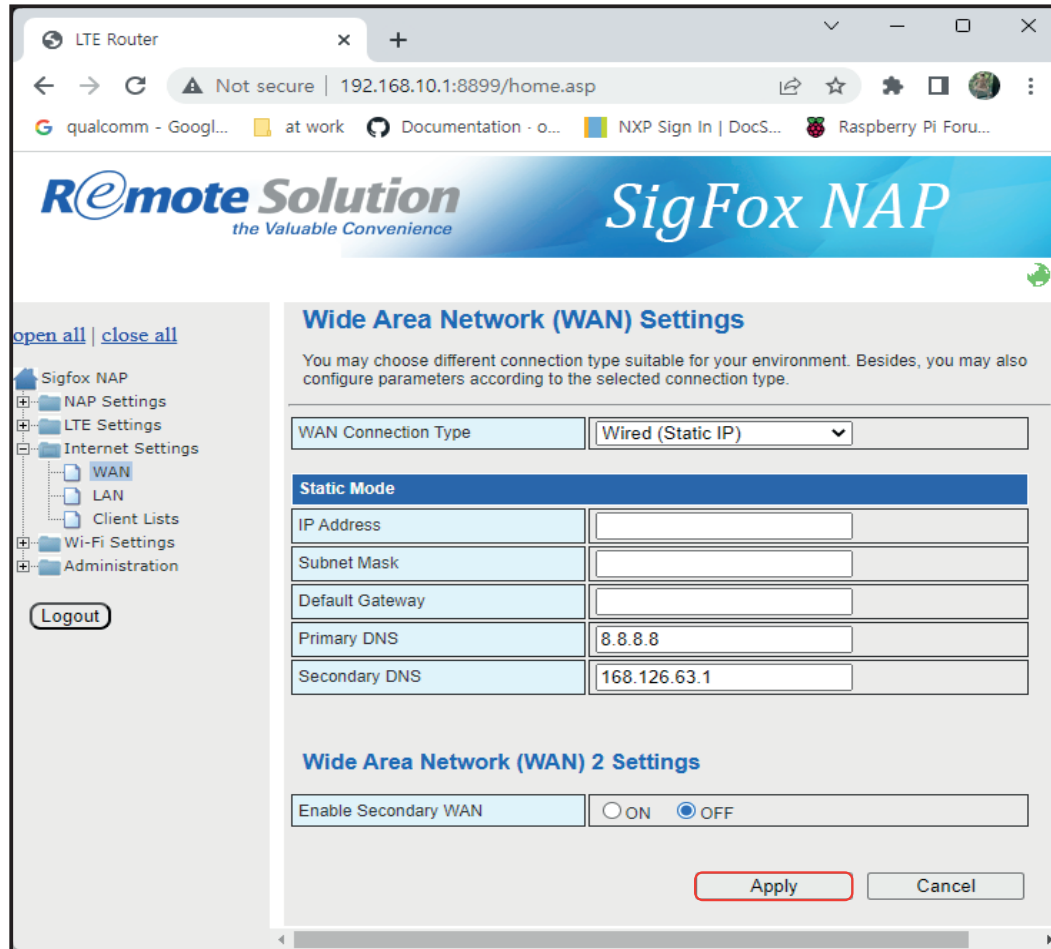 LTE Router
Not secure | 192.168.10.1:8899/home.asp
qualcomm - Googl... at work Documentation · o... NXP Sign In | DocS... Raspberry Pi Foru...
Remote Solution
the Valuable Convenience
SigFox NAP
open all | close all
Sigfox NAP
NAP Settings
LTE Settings
Internet Settings
WAN
LAN
Client Lists
Wi-Fi Settings
Administration
Logout
Wide Area Network (WAN) Settings
You may choose different connection type suitable for your environment. Besides, you may also
configure parameters according to the selected connection type.
WAN Connection Type Wired (Static IP)
Static Mode
IP Address
Subnet Mask
Default Gateway
Primary DNS 8.8.8.8
Secondary DNS 168.126.63.1
Wide Area Network (WAN) 2 Settings
Enable Secondary WAN ON OFF
Apply Cancel